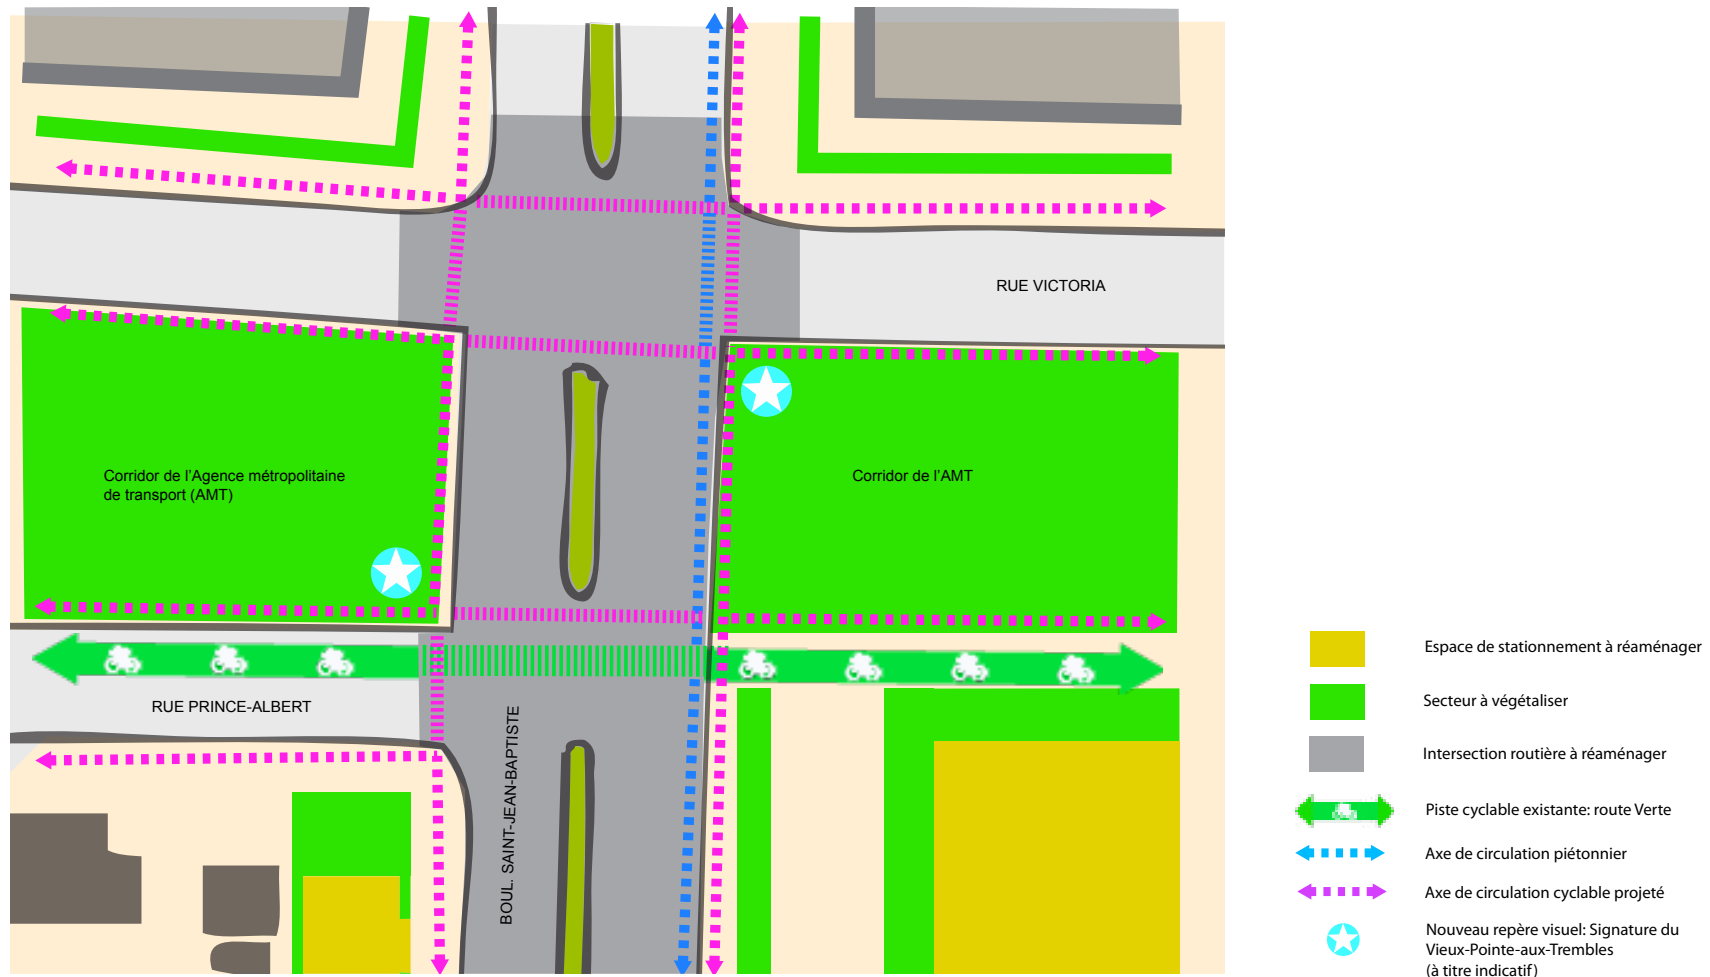 RUE VICTORIA
Corridor de l'Agence métropolitaine
de transport (AMT)
Corridor de l'AMT
RUE PRINCE-ALBERT
BOUL. SAINT-JEAN-BAPTISTE
Espace de stationnement à réaménager
Secteur à végétaliser
Intersection routière à réaménager
Piste cyclable existante: route Verte
Axe de circulation piétonnier
Axe de circulation cyclable projeté
Nouveau repère visuel: Signature du
Vieux-Pointe-aux-Trembles
(à titre indicatif)